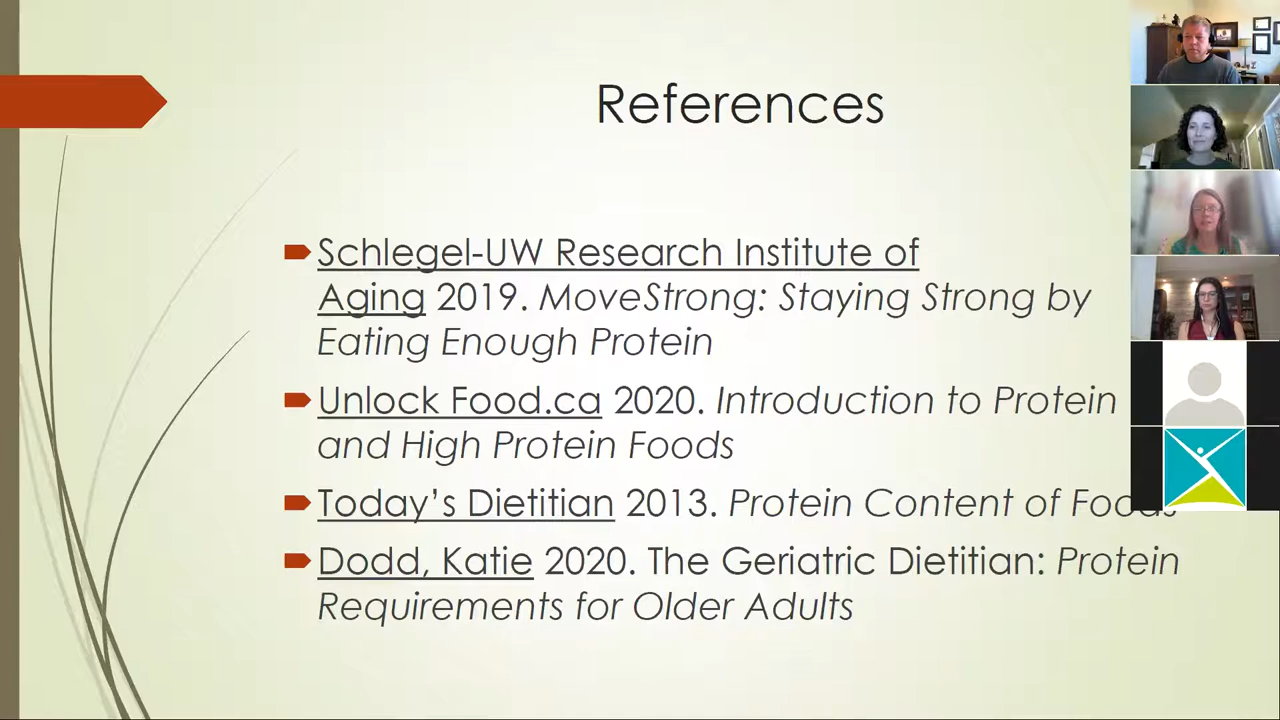 References
Schlegel-UW Research Institute of
Aging 2019. MoveStrong: Staying Strong by
Eating Enough Protein
Unlock Food.ca 2020. Introduction to Protein
and High Protein Foods
Today’s Dietitian 2013. Protein Content of Foods
Dodd, Katie 2020. The Geriatric Dietitian: Protein
Requirements for Older Adults